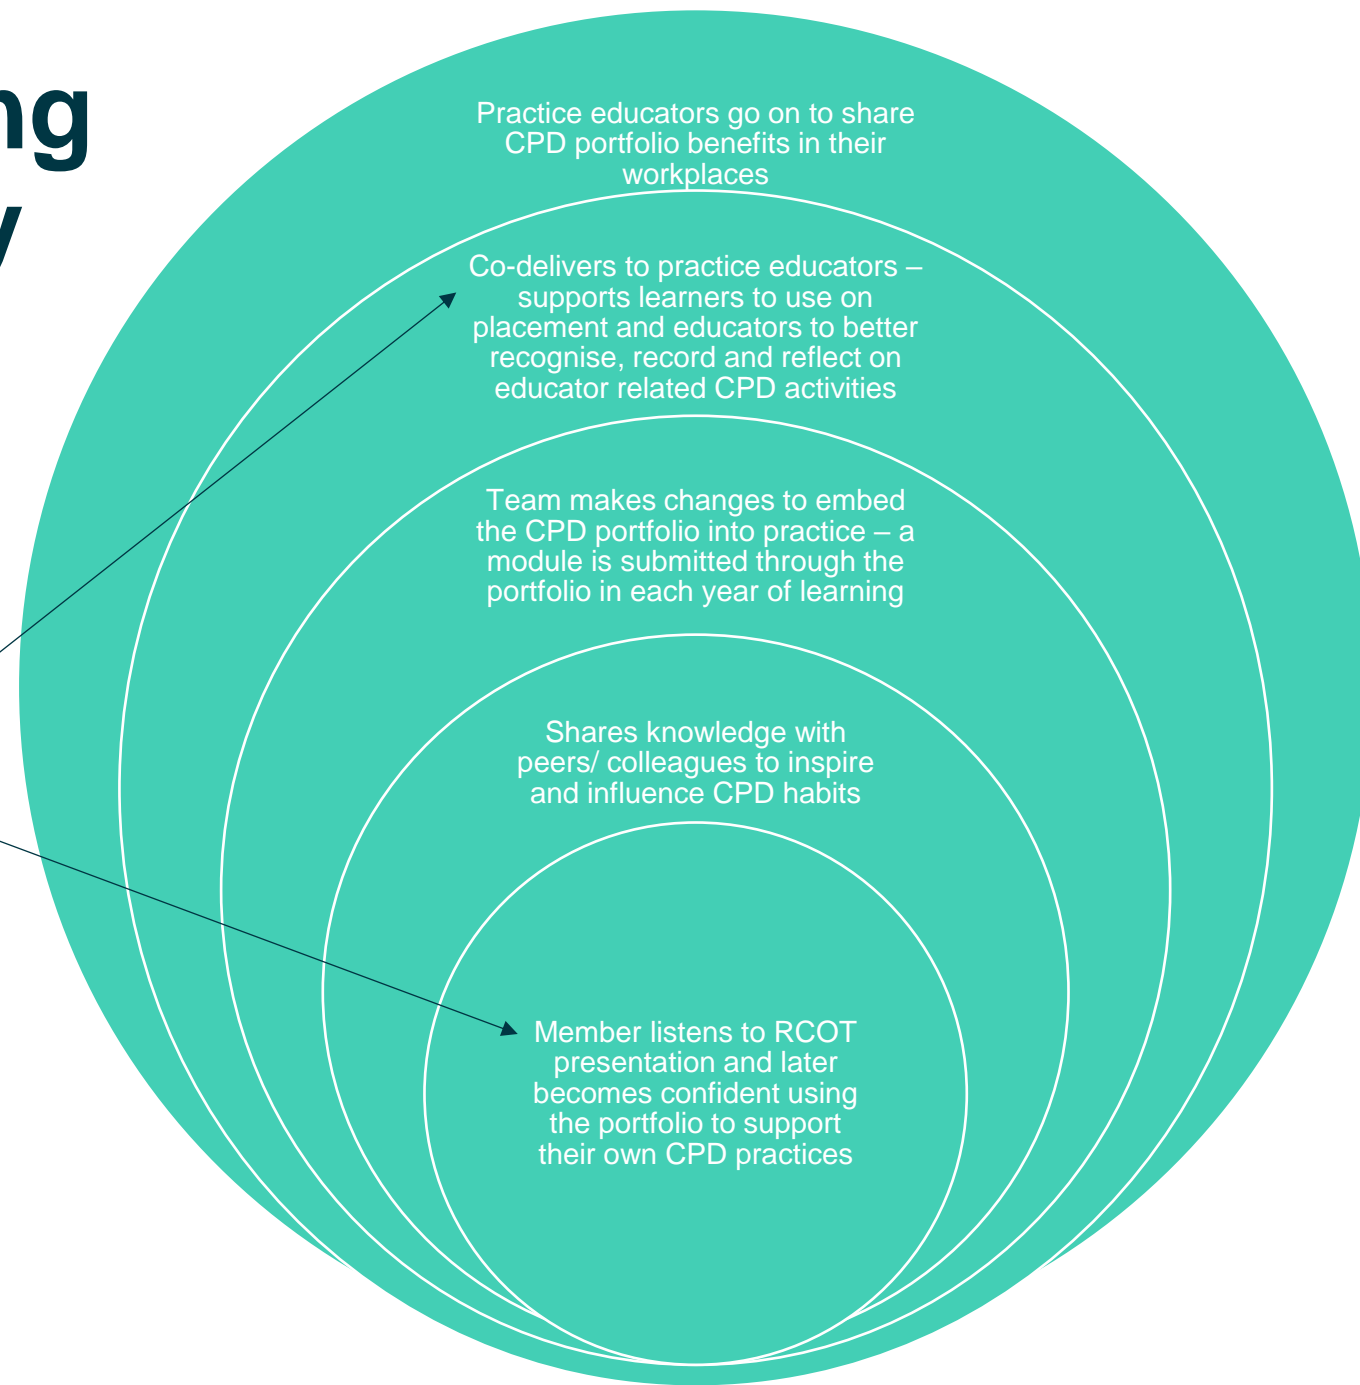 ng
y
Practice educators go on to share
CPD portfolio benefits in their
workplaces
Co-delivers to practice educators –
supports learners to use on
placement and educators to better
recognise, record and reflect on
educator related CPD activities
Team makes changes to embed
the CPD portfolio into practice – a
module is submitted through the
portfolio in each year of learning
Shares knowledge with
peers/ colleagues to inspire
and influence CPD habits
Member listens to RCOT
presentation and later
becomes confident using
the portfolio to support
their own CPD practices